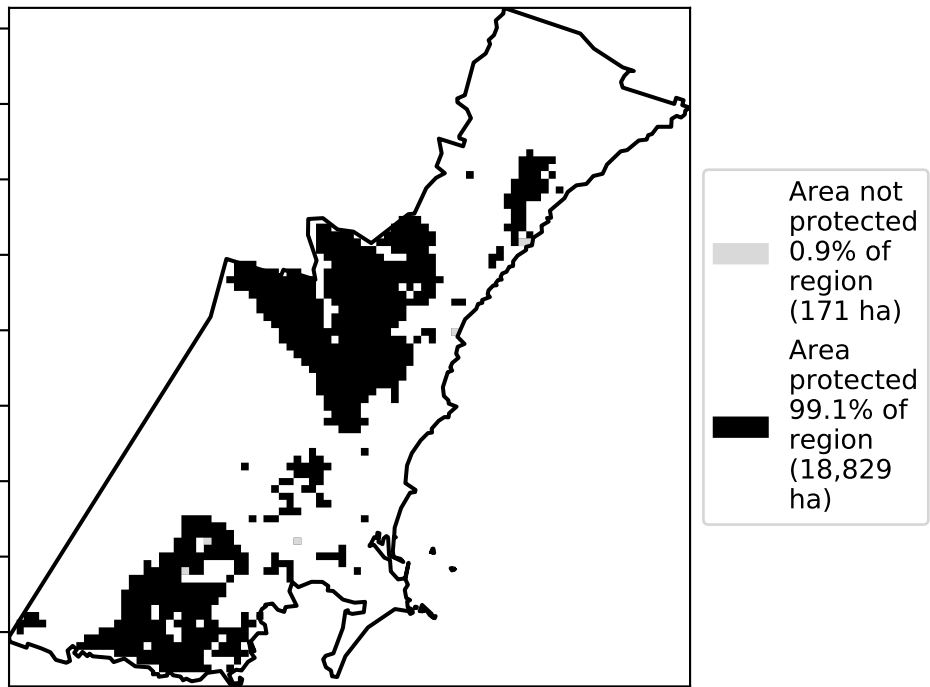 Area not
protected
0.9% of
region
(171 ha)
Area
protected
99.1% of
region
(18,829
ha)